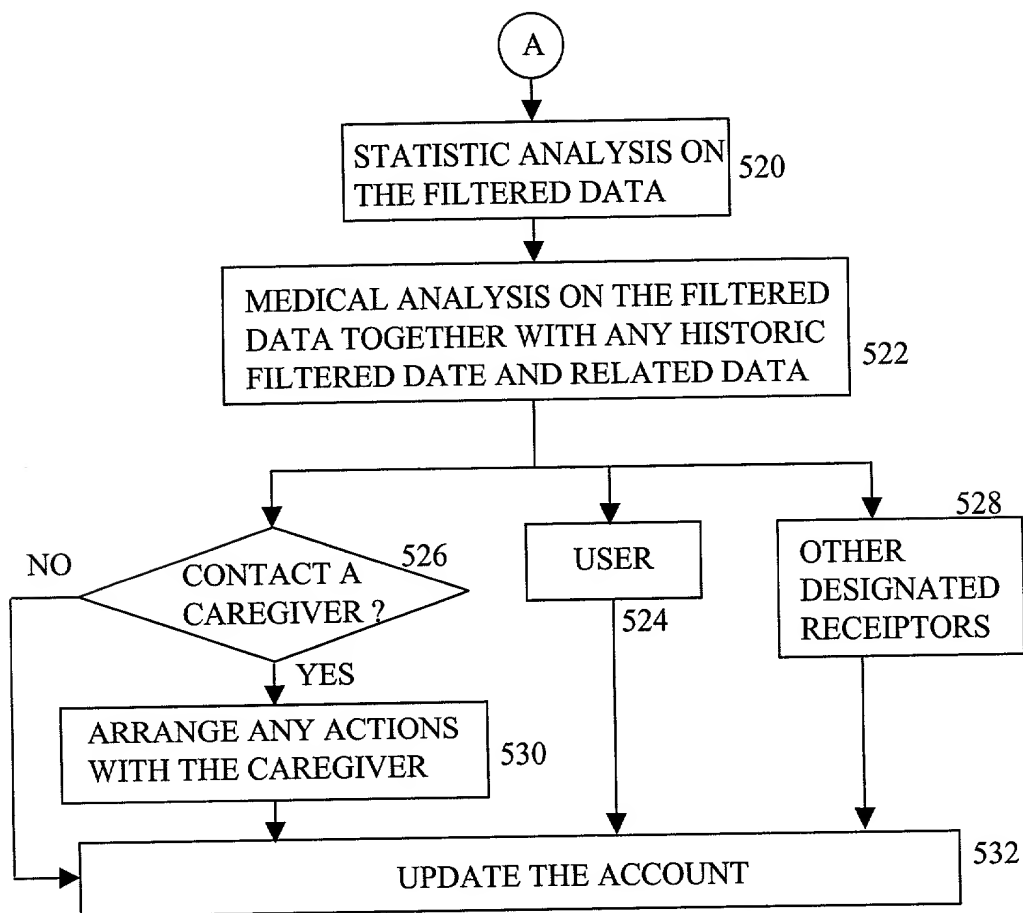 A
STATISTIC ANALYSIS ON
THE FILTERED DATA
520
MEDICAL ANALYSIS ON THE FILTERED
DATA TOGETHER WITH ANY HISTORIC
FILTERED DATE AND RELATED DATA
522
NO
CONTACT A
CAREGIVER ?
526
YES
USER
524
528
OTHER
DESIGNATED
RECEIPTORS
ARRANGE ANY ACTIONS
WITH THE CAREGIVER
530
UPDATE THE ACCOUNT
532